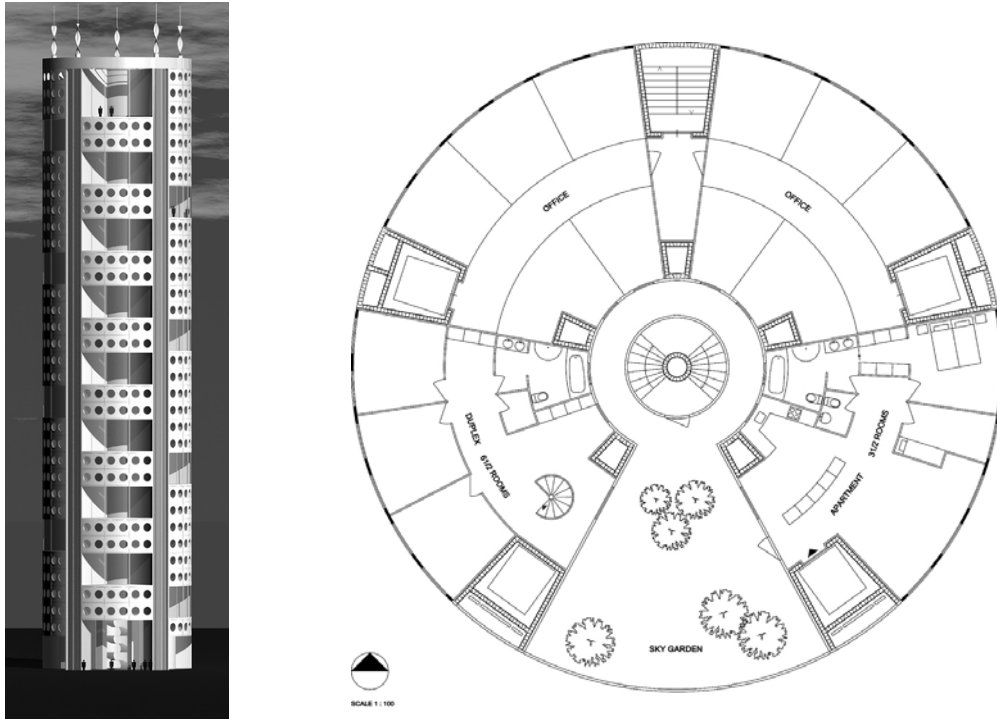 OFFICE
OFFICE
DUPLEX
6 1/2 ROOMS
3 1/2 ROOMS
APARTMENT
SKY GARDEN
SCALE 1 : 100